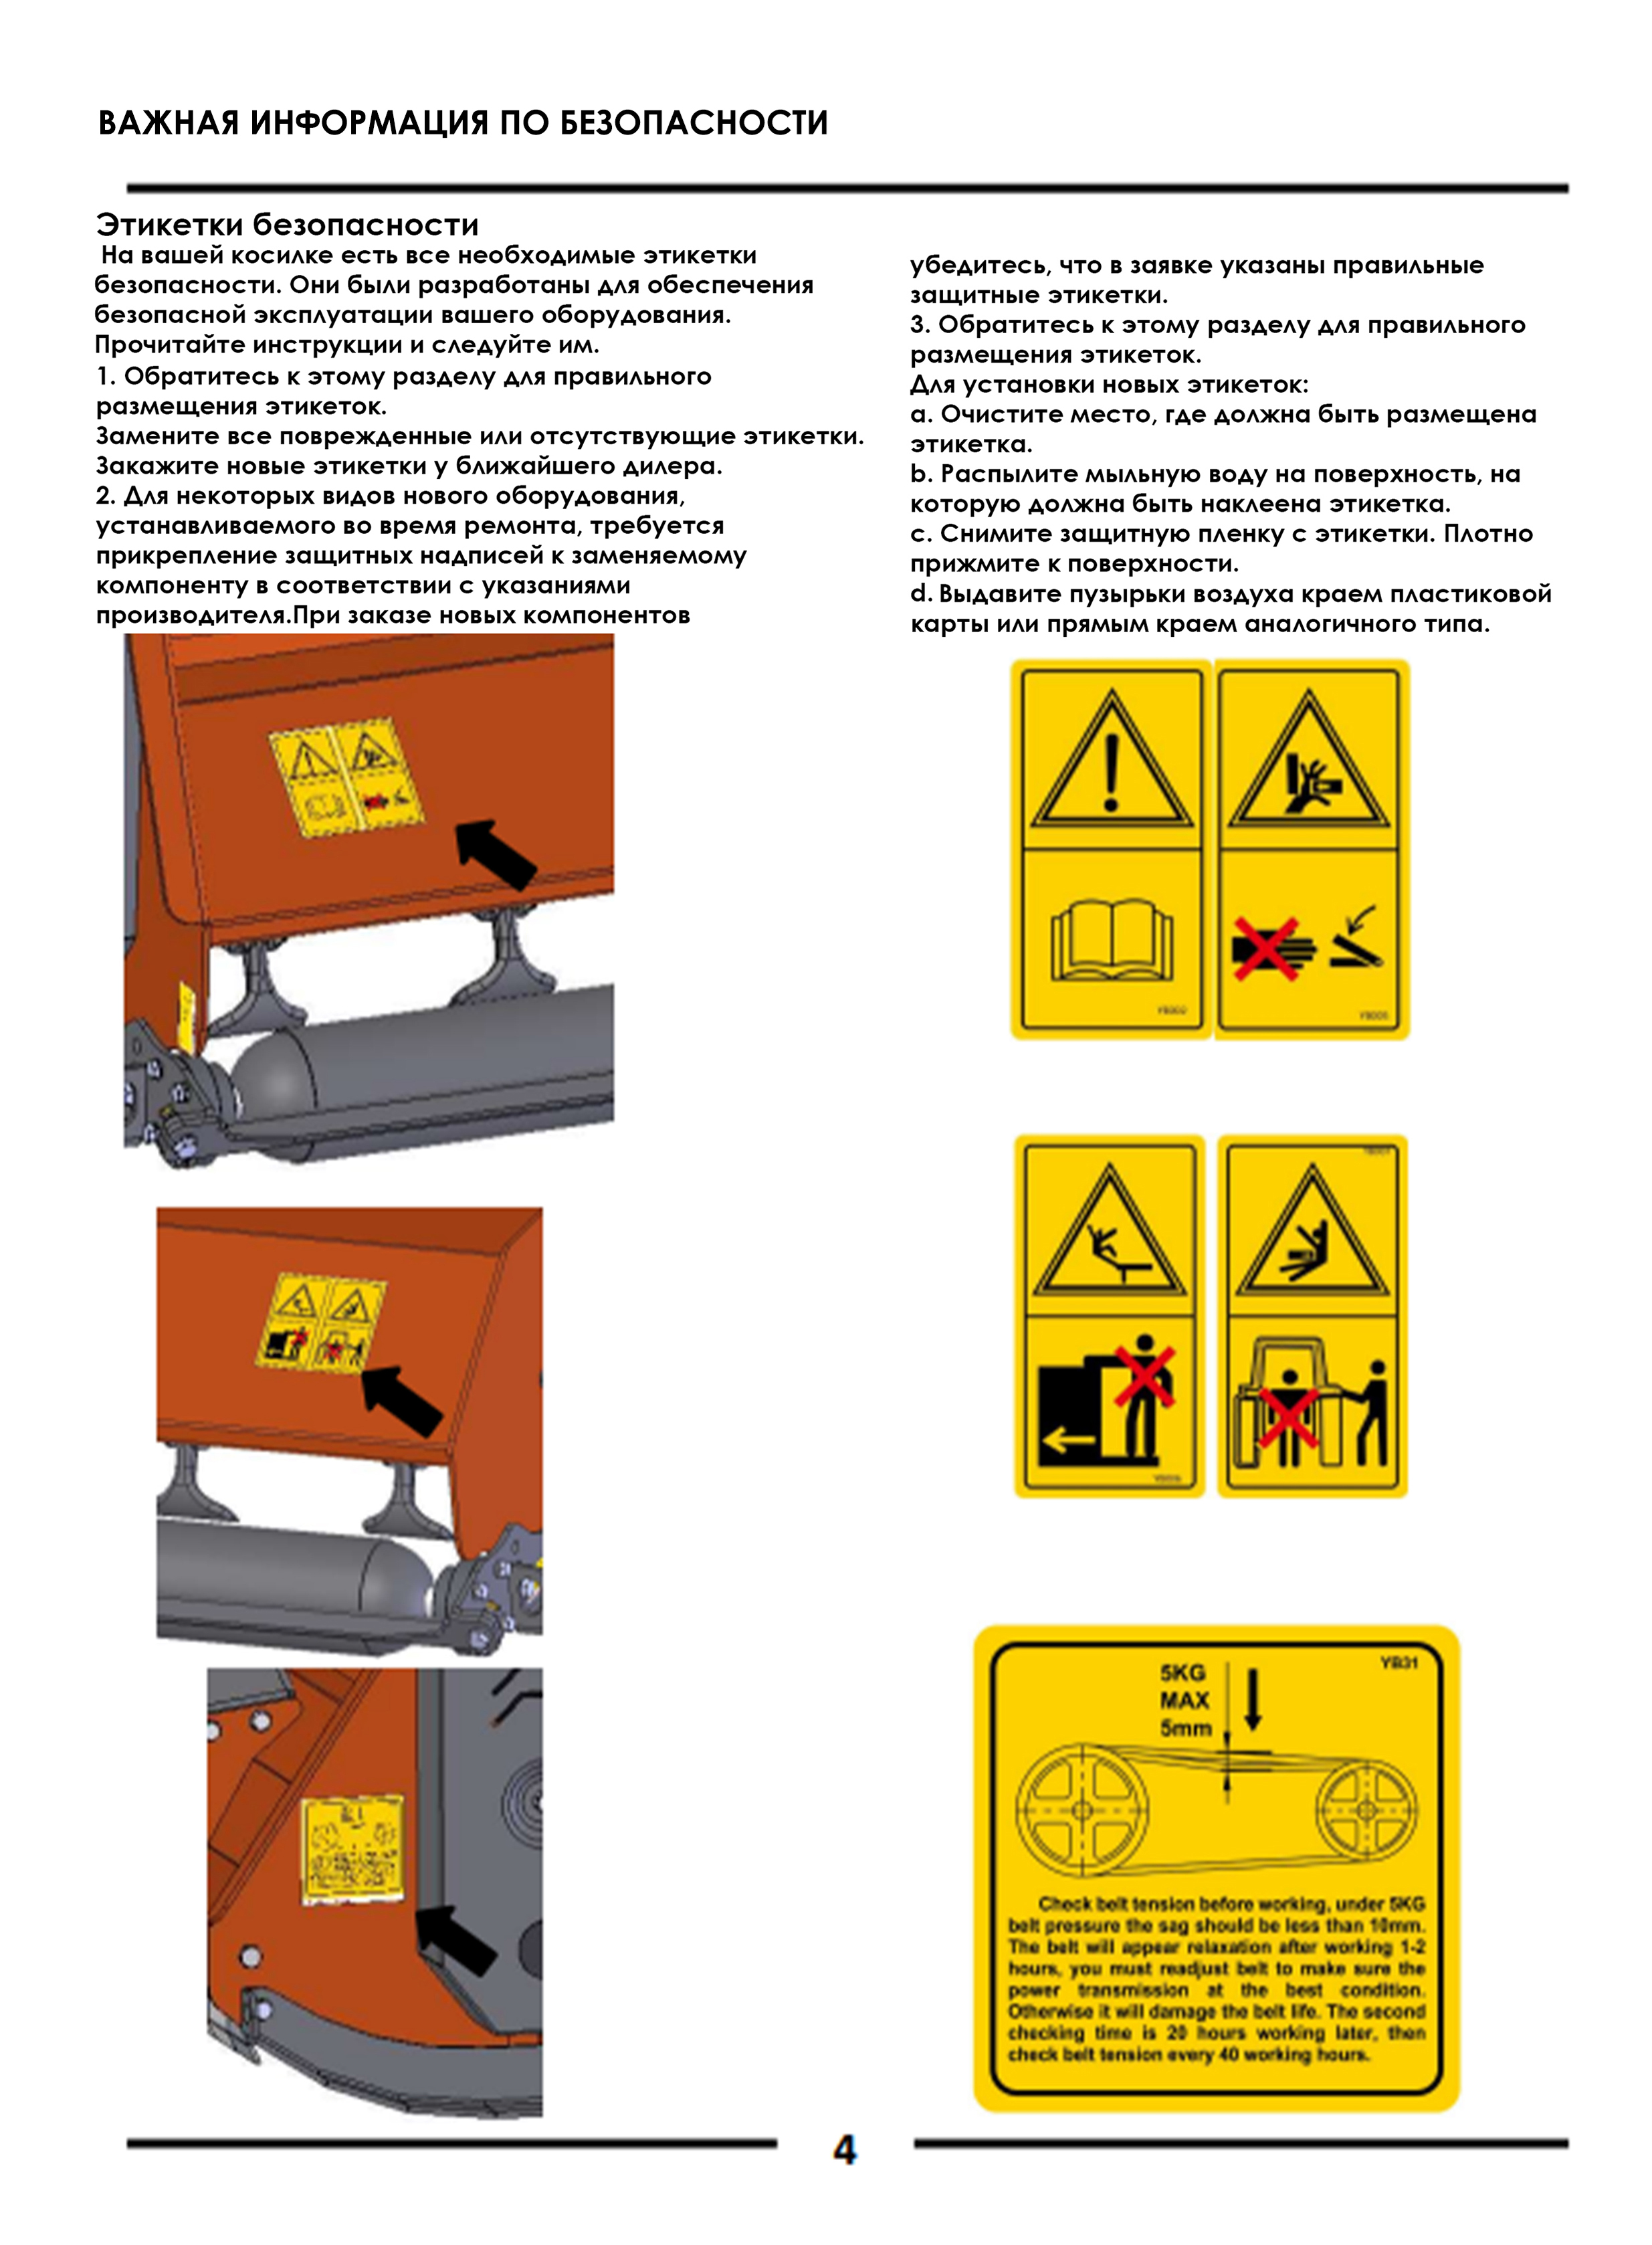 ВАЖНАЯ ИНФОРМАЦИЯ ПО БЕЗОПАСНОСТИ
Этикетки безопасности
На вашей косилке есть все необходимые этикетки
безопасности. Они были разработаны для обеспечения
безопасной эксплуатации вашего оборудования.
Прочитайте инструкции и следуйте им.
1. Обратитесь к этому разделу для правильного
размещения этикеток.
Замените все поврежденные или отсутствующие этикетки.
Закажите новые этикетки у ближайшего дилера.
2. Для некоторых видов нового оборудования,
устанавливаемого во время ремонта, требуется
прикрепление защитных надписей к заменяемому
компоненту в соответствии с указаниями
производителя.При заказе новых компонентов
убедитесь, что в заявке указаны правильные
защитные этикетки.
3. Обратитесь к этому разделу для правильного
размещения этикеток.
Для установки новых этикеток:
a. Очистите место, где должна быть размещена
этикетка.
b. Распылите мыльную воду на поверхность, на
которую должна быть наклеена этикетка.
c. Снимите защитную пленку с этикетки. Плотно
прижмите к поверхности.
d. Выдавите пузырьки воздуха краем пластиковой
карты или прямым краем аналогичного типа.
YB31
5KG
MAX
5mm
Check belt tension before working, under 5KG
belt pressure the sag should be less than 10mm.
The belt will appear relaxation after working 1-2
hours, you must readjust belt to make sure the
power transmission at the best condition.
Otherwise it will damage the belt life. The second
checking time is 20 hours working later, then
check belt tension every 40 working hours.
4